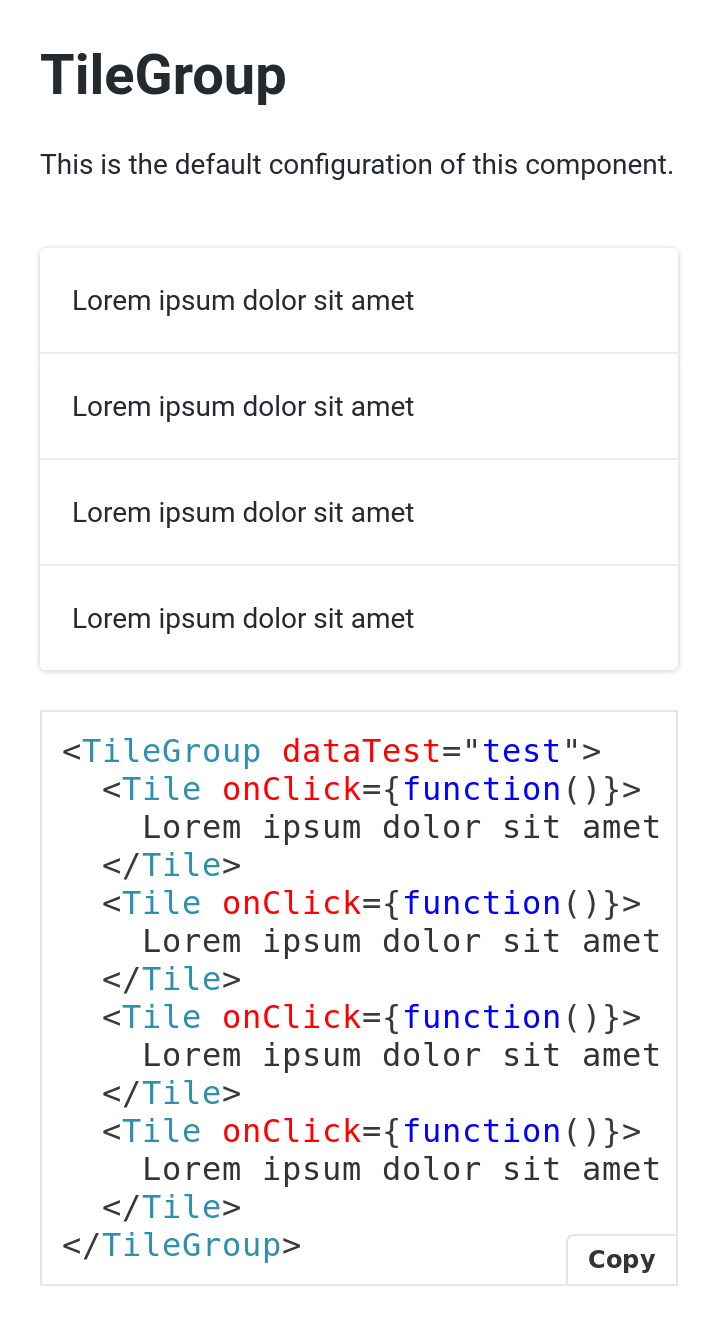 TileGroup
This is the default configuration of this component.
Lorem ipsum dolor sit amet
Lorem ipsum dolor sit amet
Lorem ipsum dolor sit amet
Lorem ipsum dolor sit amet
<TileGroup dataTest="test">
  <Tile onClick={function()}>
    Lorem ipsum dolor sit amet
  </Tile>
  <Tile onClick={function()}>
    Lorem ipsum dolor sit amet
  </Tile>
  <Tile onClick={function()}>
    Lorem ipsum dolor sit amet
  </Tile>
  <Tile onClick={function()}>
    Lorem ipsum dolor sit amet
  </Tile>
</TileGroup>
Copy